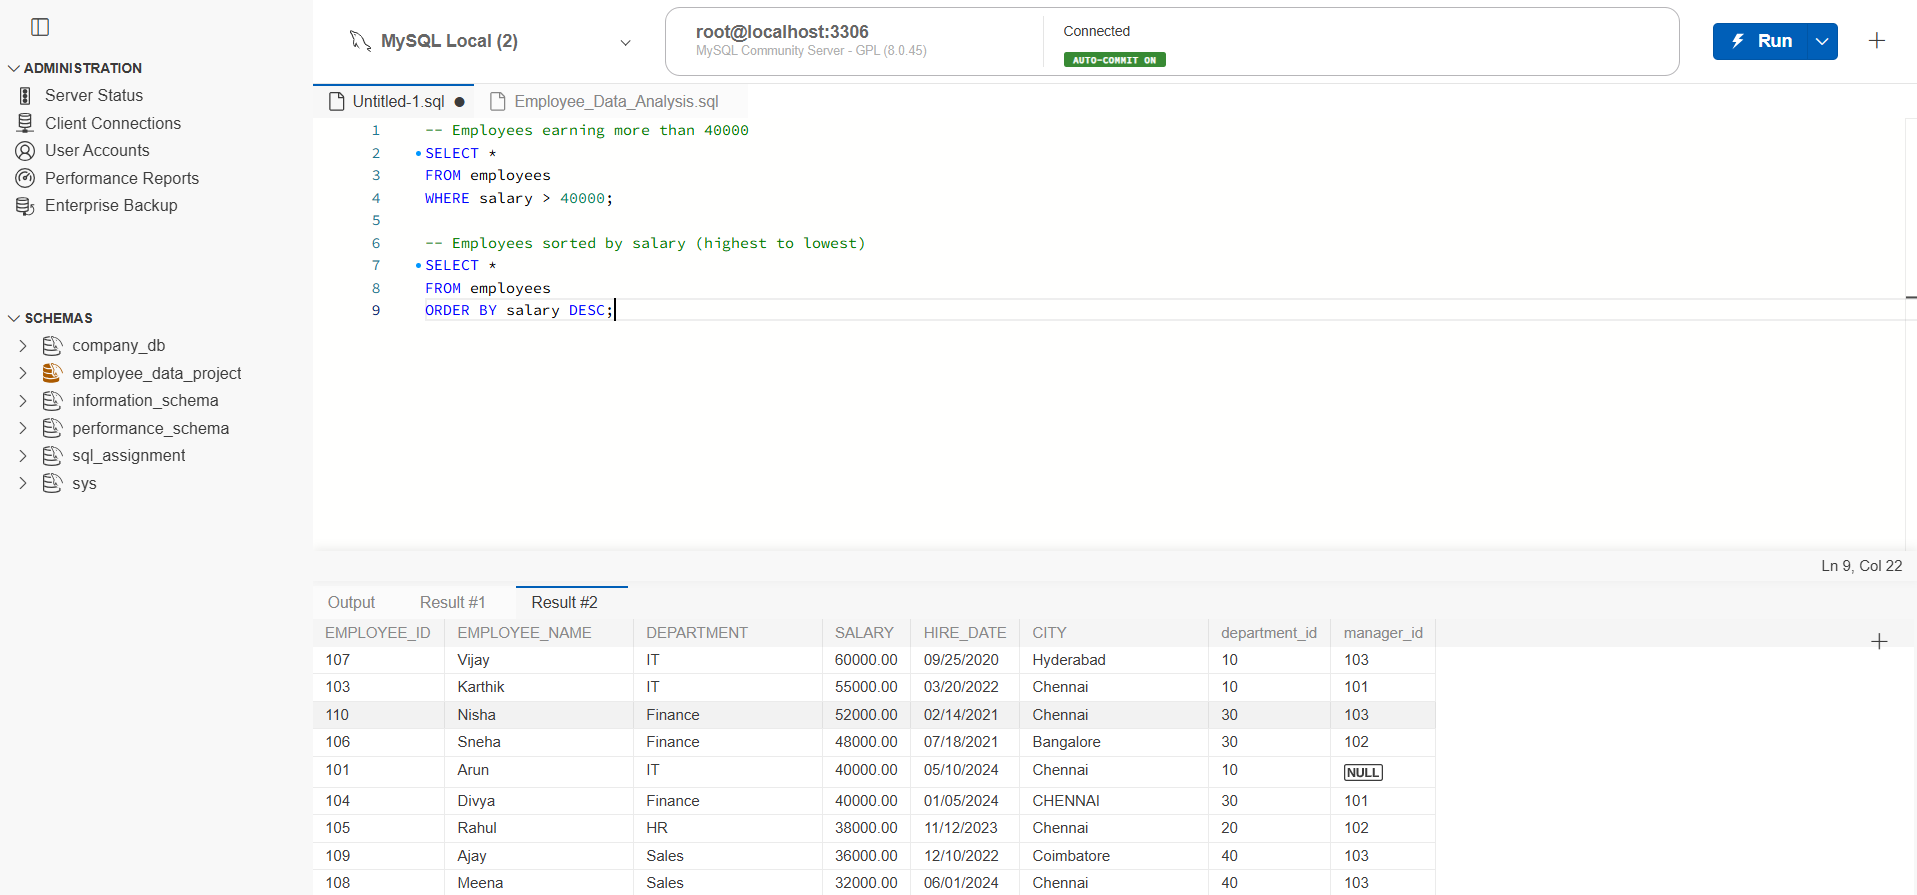 MySQL Local (2)
root@localhost:3306
MySQL Community Server - GPL (8.0.45)
Connected
AUTO-COMMIT ON
Run
ADMINISTRATION
Server Status
Client Connections
User Accounts
Performance Reports
Enterprise Backup
SCHEMAS
company_db
employee_data_project
information_schema
performance_schema
sql_assignment
sys
Untitled-1.sql
Employee_Data_Analysis.sql
1 -- Employees earning more than 40000
2 SELECT *
3 FROM employees
4 WHERE salary > 40000;
5
6 -- Employees sorted by salary (highest to lowest)
7 SELECT *
8 FROM employees
9 ORDER BY salary DESC;
Ln 9, Col 22
Output Result #1 Result #2
EMPLOYEE_ID EMPLOYEE_NAME DEPARTMENT SALARY HIRE_DATE CITY department_id manager_id
107 Vijay IT 60000.00 09/25/2020 Hyderabad 10 103
103 Karthik IT 55000.00 03/20/2022 Chennai 10 101
110 Nisha Finance 52000.00 02/14/2021 Chennai 30 103
106 Sneha Finance 48000.00 07/18/2021 Bangalore 30 102
101 Arun IT 40000.00 05/10/2024 Chennai 10 NULL
104 Divya Finance 40000.00 01/05/2024 CHENNAI 30 101
105 Rahul HR 38000.00 11/12/2023 Chennai 20 102
109 Ajay Sales 36000.00 12/10/2022 Coimbatore 40 103
108 Meena Sales 32000.00 06/01/2024 Chennai 40 103